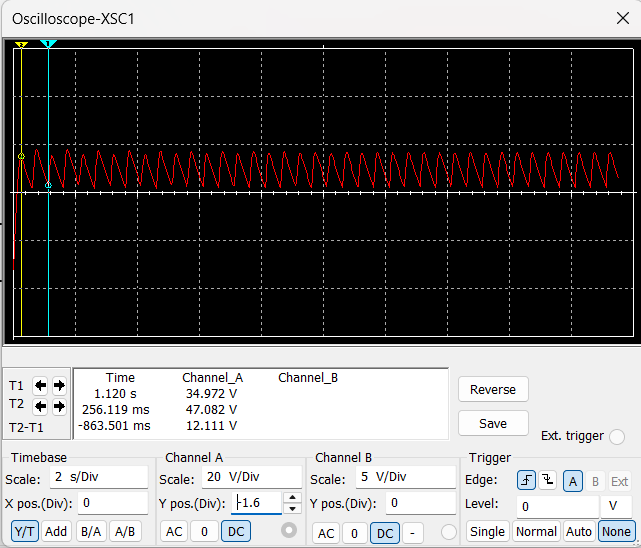 Oscilloscope-XSC1
2 1
Time Channel_A Channel_B
T1 1.120 s 34.972 V
T2 256.119 ms 47.082 V
T2-T1 -863.501 ms 12.111 V
Reverse
Save
Ext. trigger
Timebase Channel A Channel B Trigger
Scale: 2 s/Div Scale: 20 V/Div Scale: 5 V/Div Edge: A B Ext
X pos.(Div): 0 Y pos.(Div): -1.6 Y pos.(Div): 0 Level: 0 V
Y/T Add B/A A/B AC 0 DC AC 0 DC - Single Normal Auto None